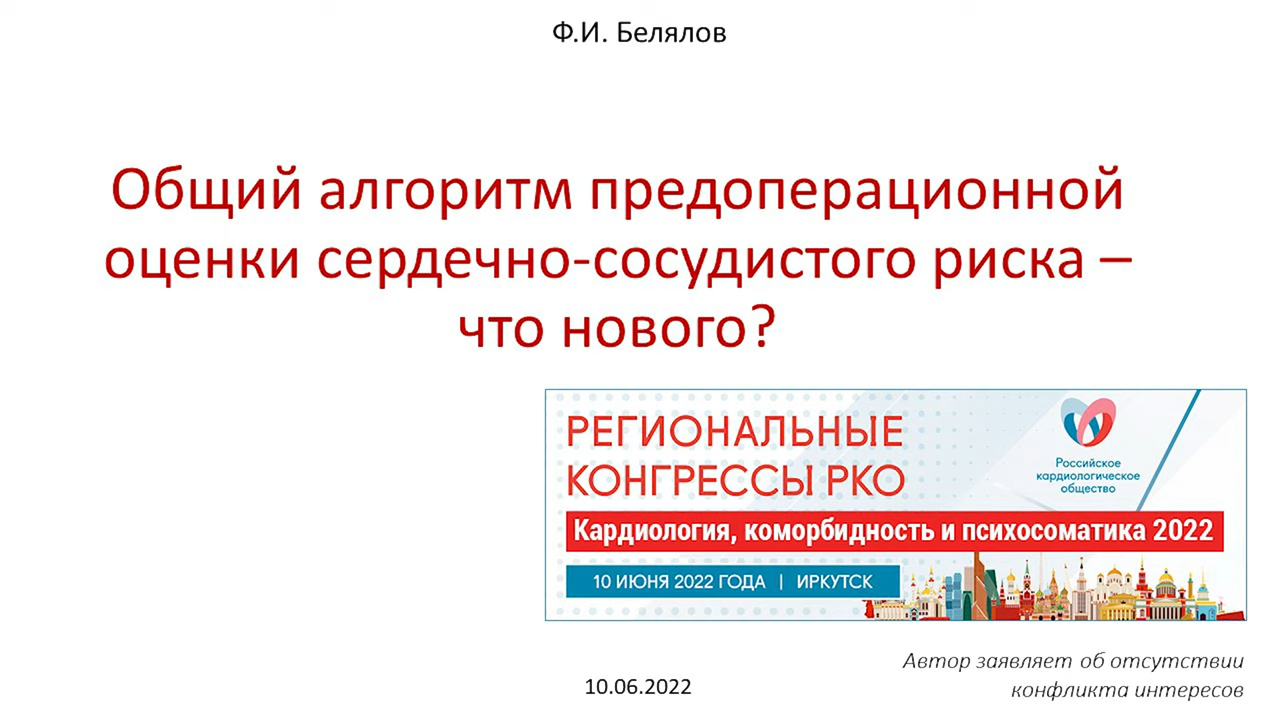 Ф.И. Белялов
Общий алгоритм предоперационной
оценки сердечно-сосудистого риска –
что нового?
РЕГИОНАЛЬНЫЕ
КОНГРЕССЫ РКО
Российское
кардиологическое
общество
Кардиология, коморбидность и психосоматика 2022
10 ИЮНЯ 2022 ГОДА | ИРКУТСК
Автор заявляет об отсутствии
конфликта интересов
10.06.2022